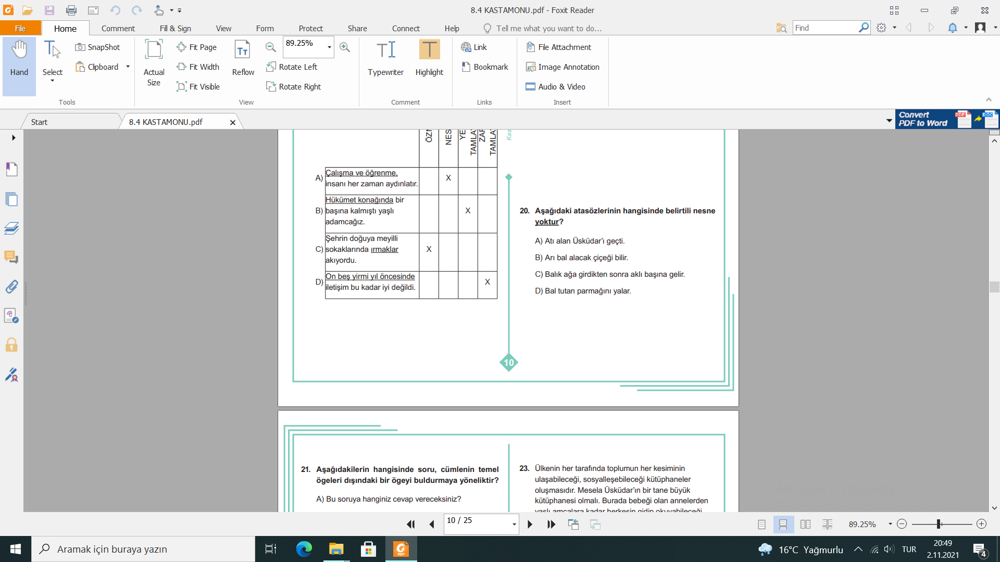 8.4 KASTAMONU.pdf - Foxit Reader
File
Home
Comment
Fill & Sign
View
Form
Protect
Share
Connect
Help
Tell me what you want to do...
Find
Hand
Select
SnapShot
Clipboard
Tools
Actual
Size
Fit Page
Fit Width
Fit Visible
Reflow
89.25%
Rotate Left
Rotate Right
View
Typewriter
Highlight
Comment
Link
Bookmark
Links
File Attachment
Image Annotation
Audio & Video
Insert
Start
8.4 KASTAMONU.pdf
Convert
PDF to Word
PDF
DOC
ÖZN
NES
YE
TAMLA
ZAR
TAMLA
Kas
A) Çalışma ve öğrenme,
insanı her zaman aydınlatır.
X
B) Hükümet konağında bir
başına kalmıştı yaşlı
adamcağız.
X
C) Şehrin doğuya meyilli
sokaklarında ırmaklar
akıyordu.
X
D) On beş yirmi yıl öncesinde
iletişim bu kadar iyi değildi.
X
20. Aşağıdaki atasözlerinin hangisinde belirtili nesne
yoktur?
A) Atı alan Üsküdar’ı geçti.
B) Arı bal alacak çiçeği bilir.
C) Balık ağa girdikten sonra aklı başına gelir.
D) Bal tutan parmağını yalar.
10
21. Aşağıdakilerin hangisinde soru, cümlenin temel
ögeleri dışındaki bir ögeyi buldurmaya yöneliktir?
A) Bu soruya hanginiz cevap vereceksiniz?
23. Ülkenin her tarafında toplumun her kesiminin
ulaşabileceği, sosyalleşebileceği kütüphaneler
oluşmasıdır. Mesela Üsküdar’ın bir tane büyük
kütüphanesi olmalı. Burada bebeği olan annelerden
yaşlı amcalara kadar herkesin gidip okuyabileceği
10 / 25
89.25%
Aramak için buraya yazın
16°C Yağmurlu
TUR
20:49
2.11.2021
4